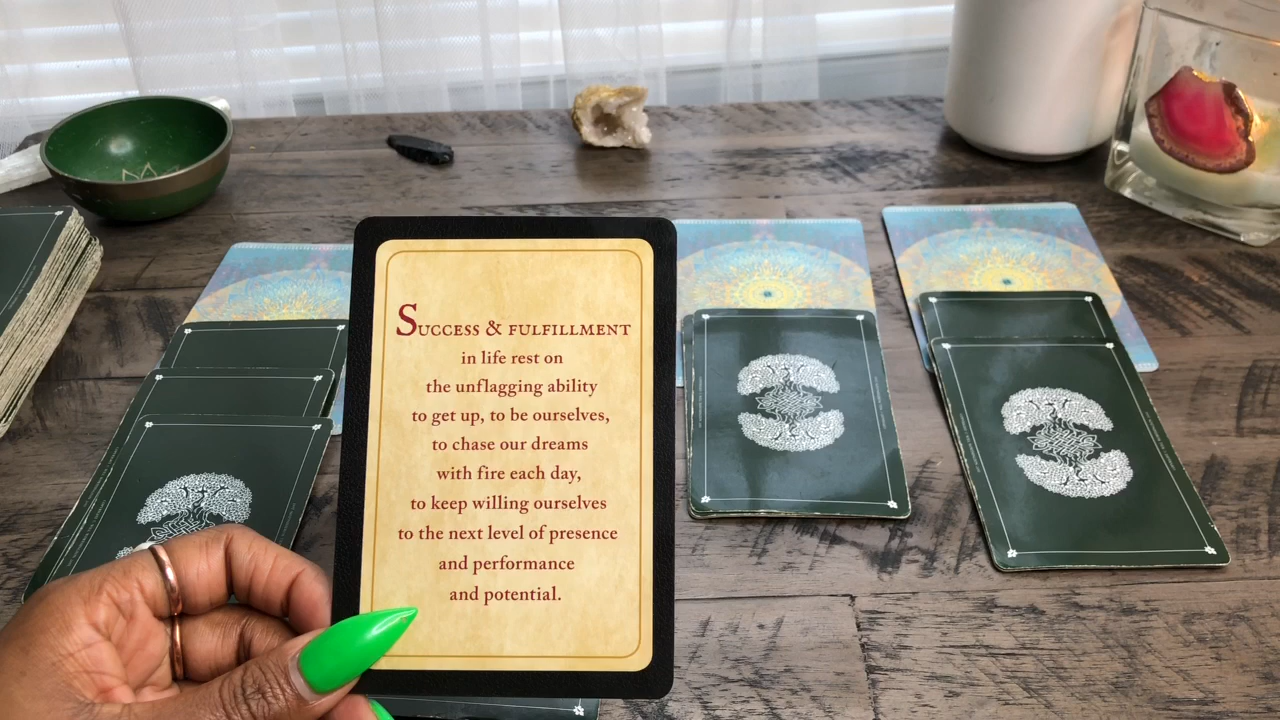 SUCCESS & FULFILLMENT
in life rest on
the unflagging ability
to get up, to be ourselves,
to chase our dreams
with fire each day,
to keep willing ourselves
to the next level of presence
and performance
and potential.